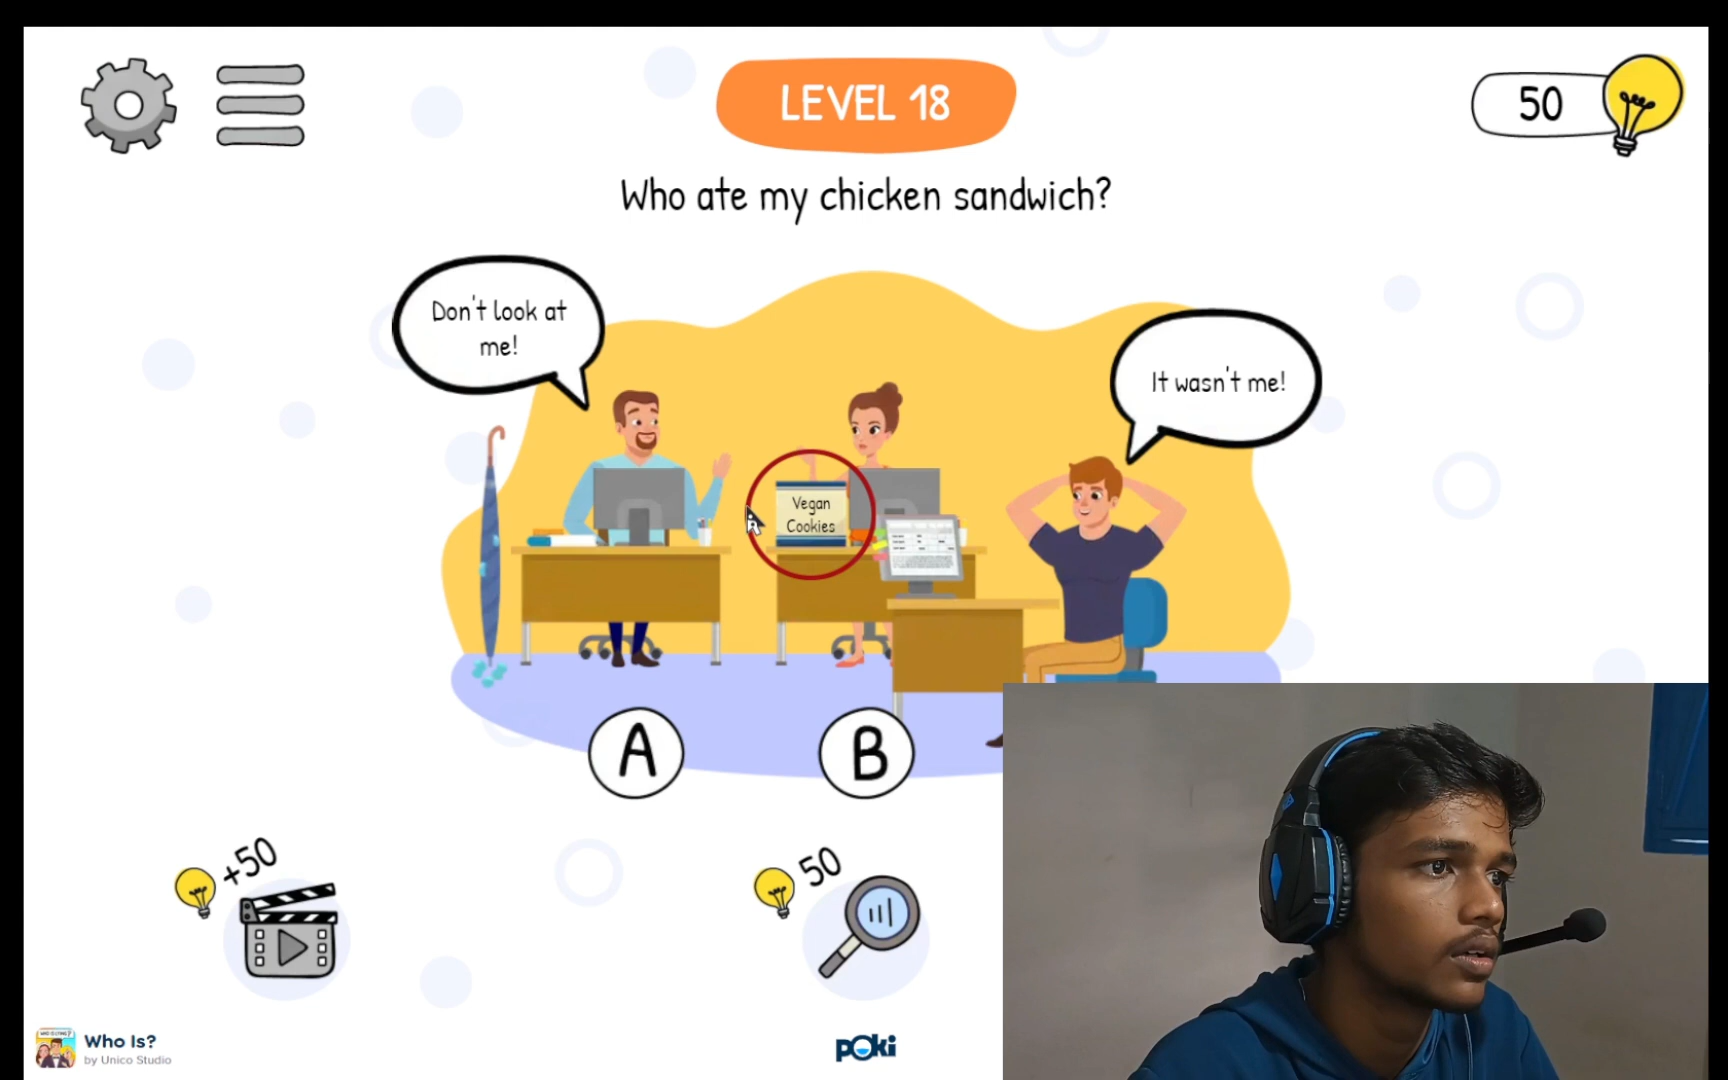 LEVEL 18
50
Who ate my chicken sandwich?
Don't look at
me!
It wasn't me!
Vegan
Cookies
A
B
+50
50
Who Is?
by Unico Studio
poki